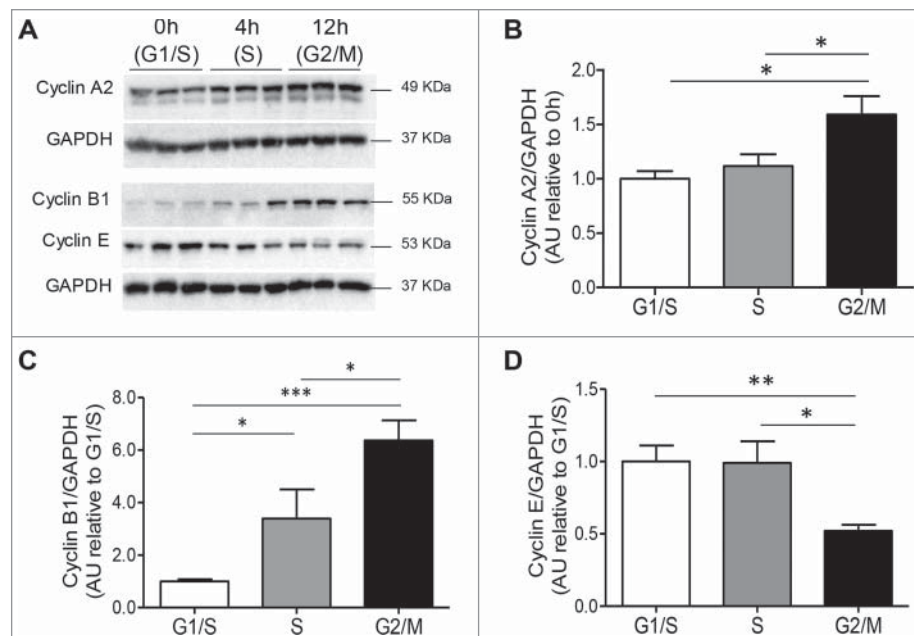 A
0h 4h 12h
(G1/S) (S) (G2/M)
Cyclin A2 49 KDa
GAPDH 37 KDa
Cyclin B1 55 KDa
Cyclin E 53 KDa
GAPDH 37 KDa
B
*
*
Cyclin A2/GAPDH
(AU relative to 0h)
2.0
1.5
1.0
0.5
0.0
G1/S S G2/M
C
*
***
*
Cyclin B1/GAPDH
(AU relative to G1/S)
8.0
6.0
4.0
2.0
0.0
G1/S S G2/M
D
**
*
Cyclin E/GAPDH
(AU relative to G1/S)
1.5
1.0
0.5
0.0
G1/S S G2/M